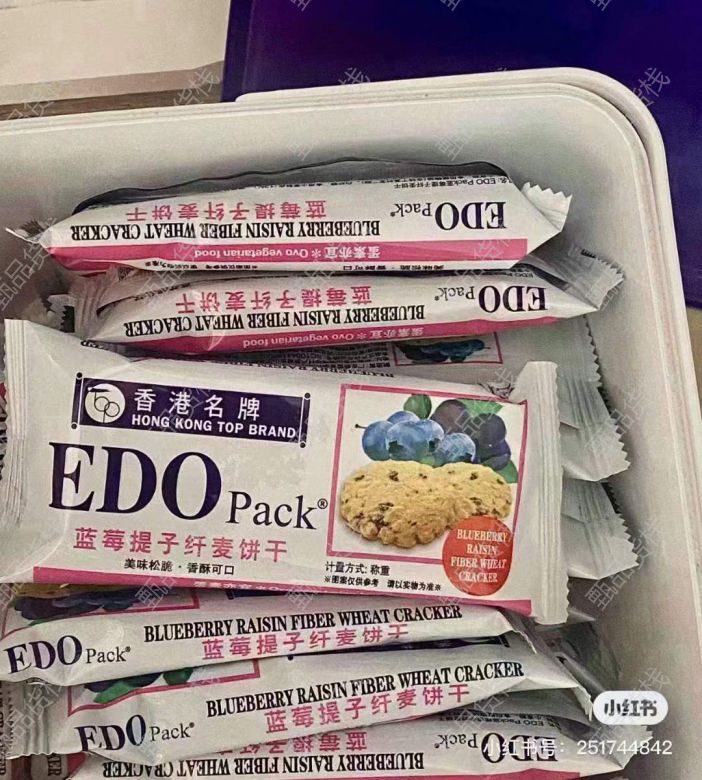 甄品货栈
EDO Pack®
BLUEBERRY RAISIN FIBER WHEAT CRACKER
蓝莓提子纤麦饼干
蛋素亦宜※Ovo vegetarian food
EDO Pack®
BLUEBERRY RAISIN FIBER WHEAT CRACKER
蓝莓提子纤麦饼干
蛋素亦宜※Ovo vegetarian food
香港名牌
HONG KONG TOP BRAND
EDO Pack®
蓝莓提子纤麦饼干
美味松脆·香酥可口
计量方式: 称重
※图案仅供参考 请以实物为准※
BLUEBERRY
RAISIN
FIBER WHEAT
CRACKER
BLUEBERRY RAISIN FIBER WHEAT CRACKER
EDO Pack®
蓝莓提子纤麦饼干
BLUEBERRY RAISIN FIBER WHEAT CRACKER
EDO Pack®
蓝莓提子纤麦饼干
EDO Pack®
BLUEBERRY RAISIN FIBER WHEAT CRACKER
小红书
小红书号: 251744842